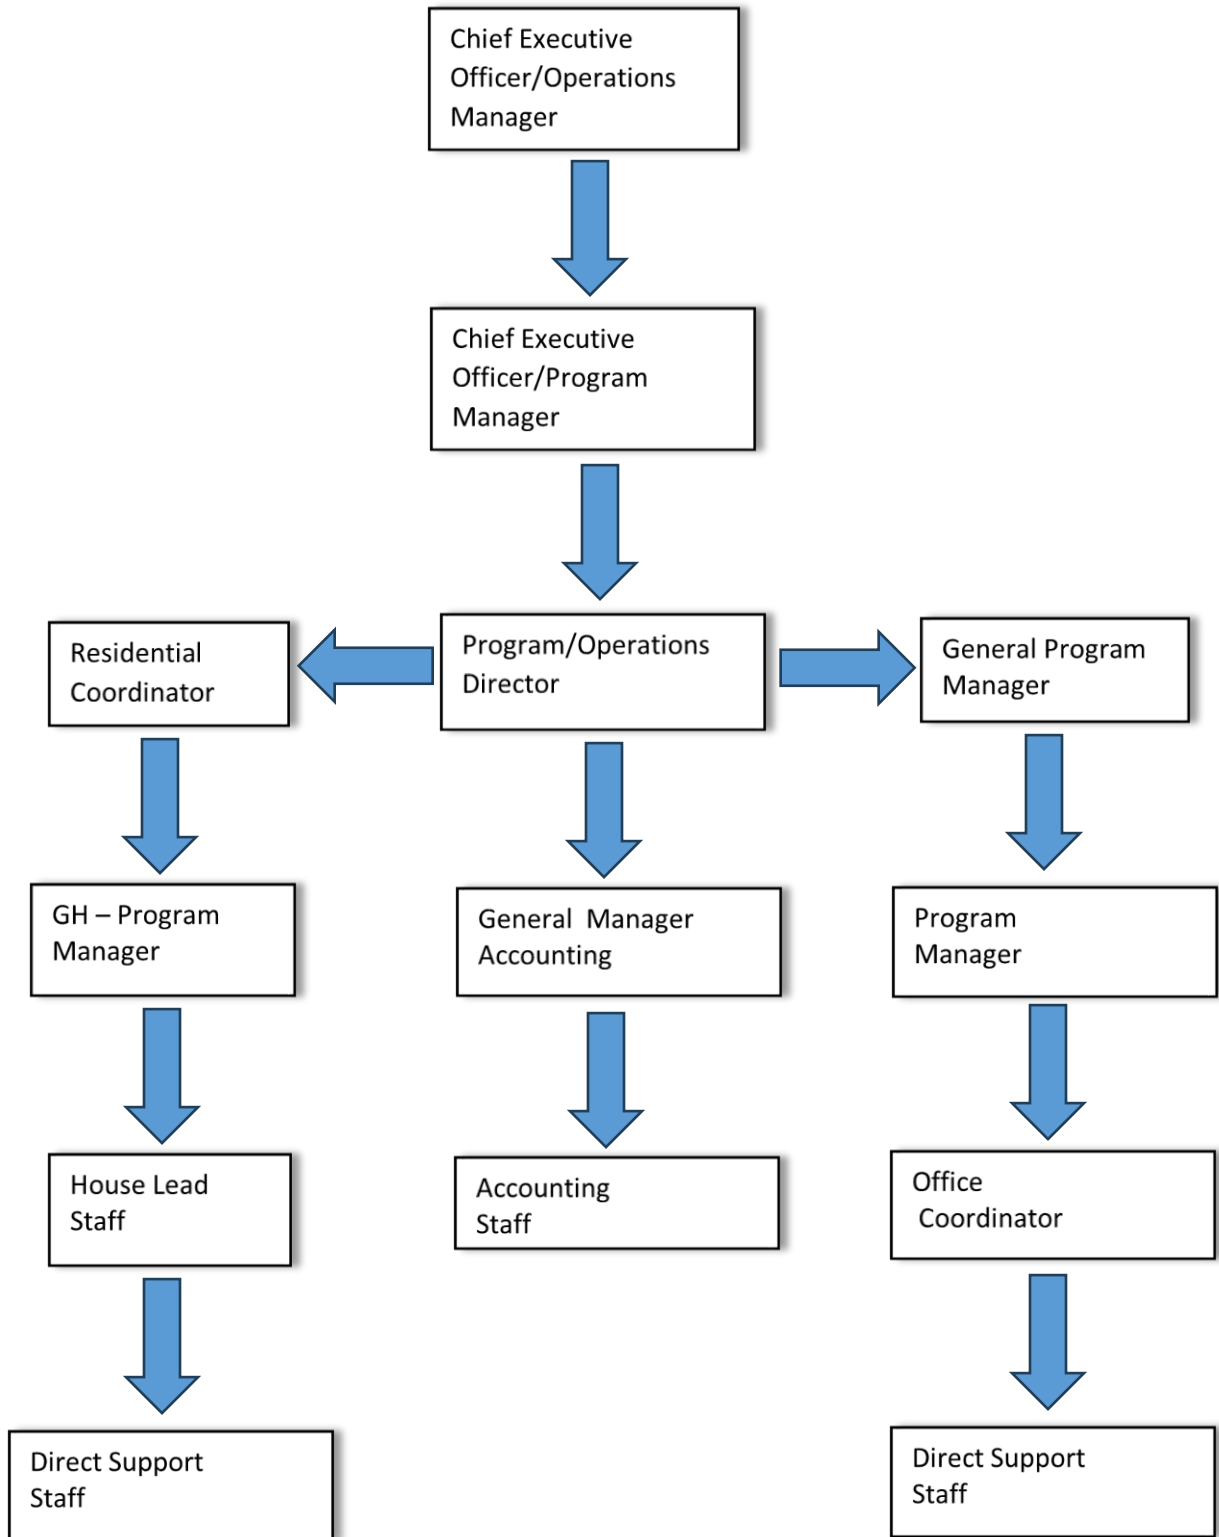 Chief Executive
Officer/Operations
Manager
Chief Executive
Officer/Program
Manager
Residential
Coordinator
Program/Operations
Director
General Program
Manager
GH – Program
Manager
General  Manager
Accounting
Program
Manager
House Lead
Staff
Accounting
Staff
Office
Coordinator
Direct Support
Staff
Direct Support
Staff